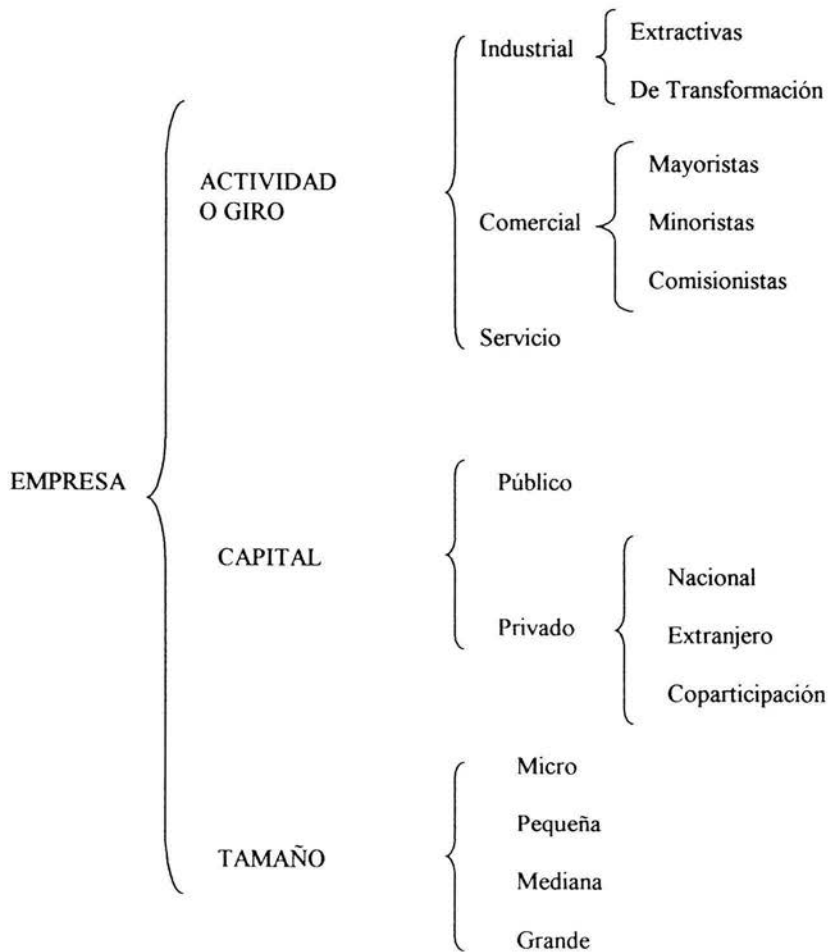 Industrial
Extractivas
De Transformación
ACTIVIDAD
O GIRO
Comercial
Mayoristas
Minoristas
Comisionistas
Servicio
EMPRESA
CAPITAL
Público
Privado
Nacional
Extranjero
Coparticipación
TAMAÑO
Micro
Pequeña
Mediana
Grande